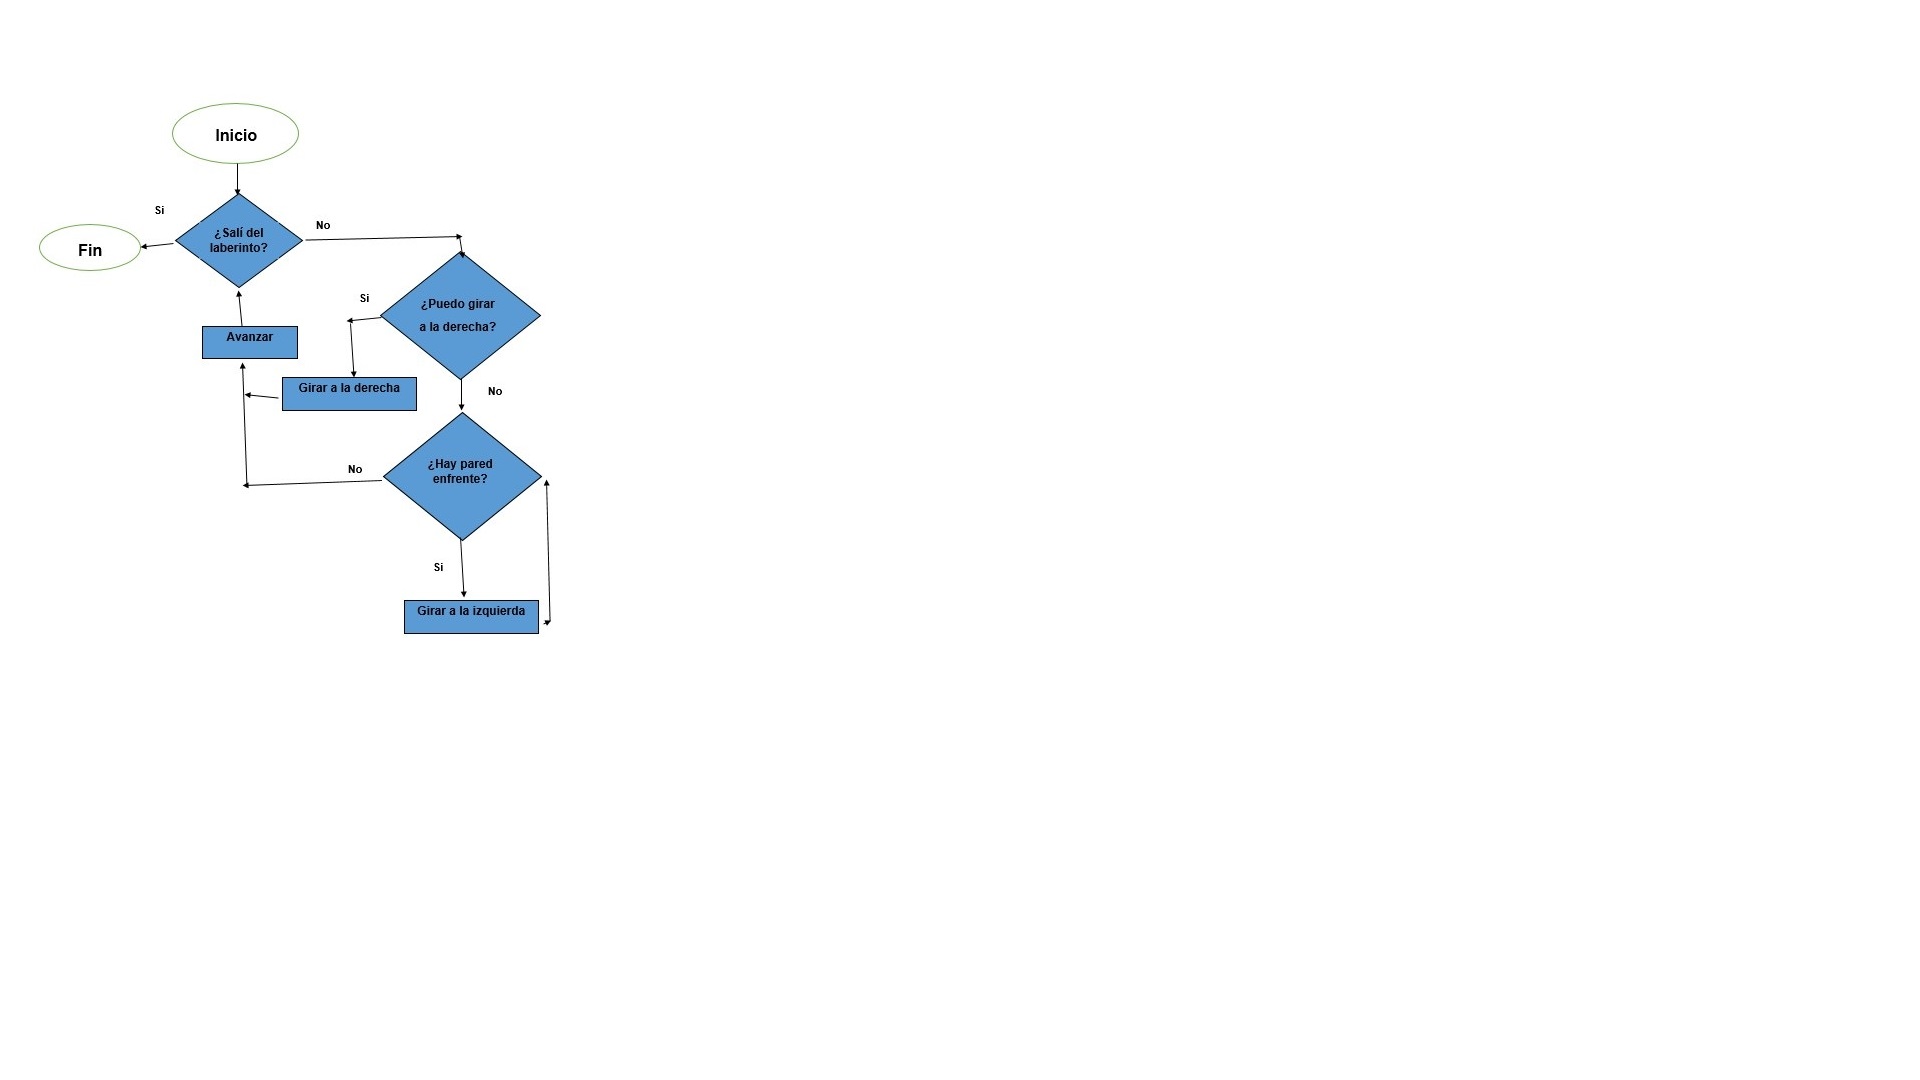 Inicio
Si
¿Salí del
laberinto?
No
Fin
¿Puedo girar
a la derecha?
Si
Avanzar
Girar a la derecha
No
¿Hay pared
enfrente?
No
Si
Girar a la izquierda